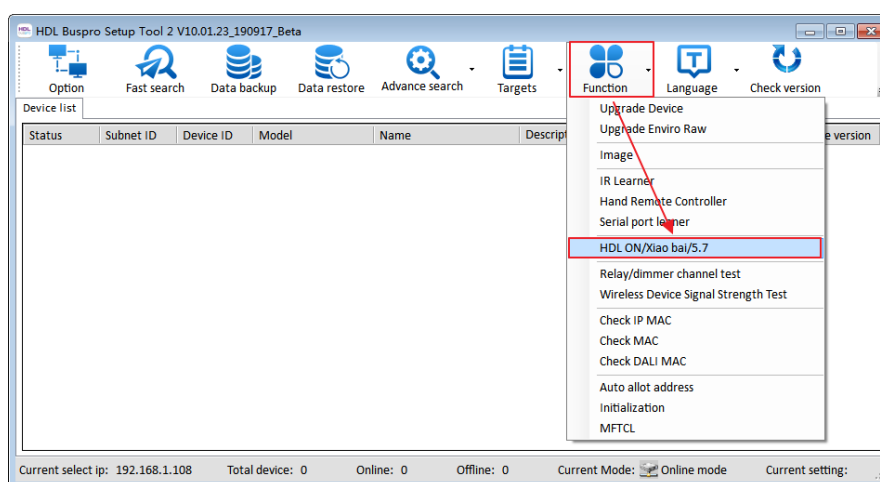 HDL Buspro Setup Tool 2 V10.01.23_190917_Beta
Option Fast search Data backup Data restore Advance search Targets Function Language Check version
Device list
Status Subnet ID Device ID Model Name Descript e version
Upgrade Device
Upgrade Enviro Raw
Image
IR Learner
Hand Remote Controller
Serial port learner
HDL ON/Xiao bai/5.7
Relay/dimmer channel test
Wireless Device Signal Strength Test
Check IP MAC
Check MAC
Check DALI MAC
Auto allot address
Initialization
MFTCL
Current select ip: 192.168.1.108 Total device: 0 Online: 0 Offline: 0 Current Mode: Online mode Current setting: